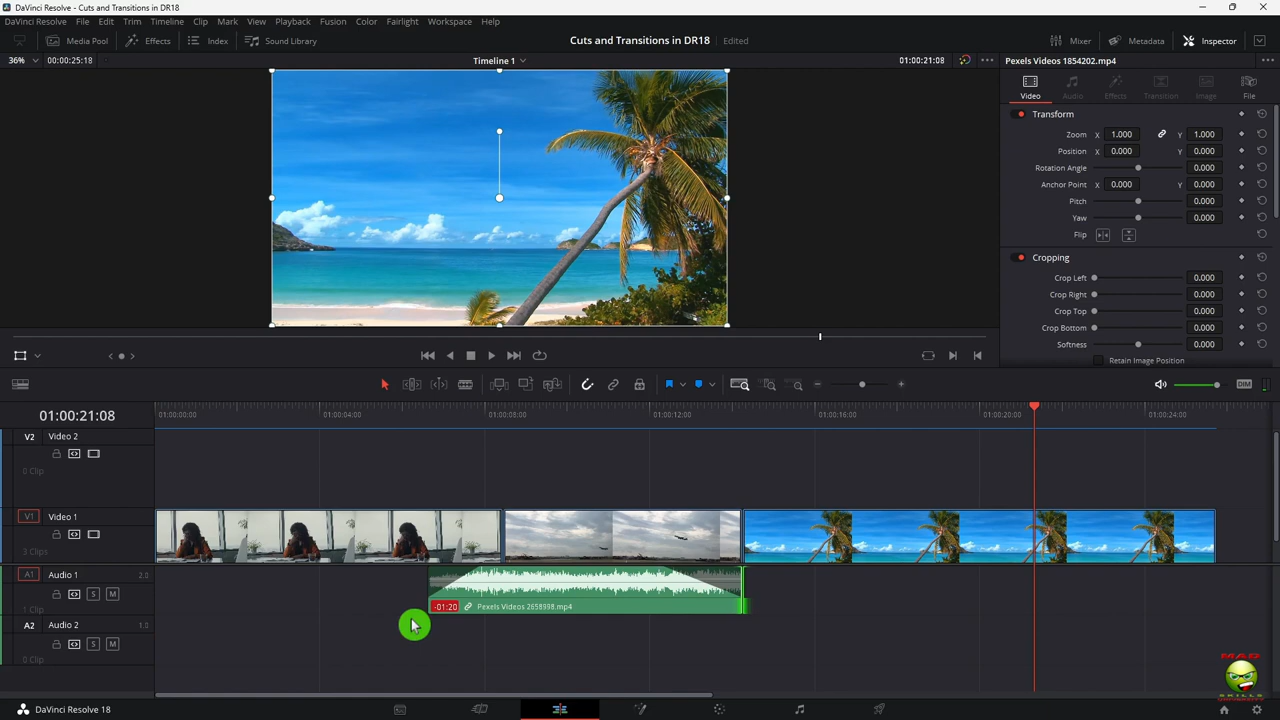 DaVinci Resolve - Cuts and Transitions in DR18
DaVinci Resolve File Edit Trim Timeline Clip Mark View Playback Fusion Color Fairlight Workspace Help
Media Pool Effects Index Sound Library Cuts and Transitions in DR18 Edited Mixer Metadata Inspector
36% 00:00:25:18 Timeline 1 01:00:21:08 Pexels Videos 1854202.mp4
Video Audio Effects Transition Image File
Transform
Zoom X 1.000 Y 1.000
Position X 0.000 Y 0.000
Rotation Angle 0.000
Anchor Point X 0.000 Y 0.000
Pitch 0.000
Yaw 0.000
Flip
Cropping
Crop Left 0.000
Crop Right 0.000
Crop Top 0.000
Crop Bottom 0.000
Softness 0.000
Retain Image Position
DIM
01:00:21:08 01:00:00:00 01:00:04:00 01:00:08:00 01:00:12:00 01:00:16:00 01:00:20:00 01:00:24:00
V2 Video 2
0 Clip
V1 Video 1
3 Clips
A1 Audio 1 2.0
S M
1 Clip
-01:20 Pexels Videos 2658998.mp4
A2 Audio 2 1.0
S M
0 Clip
MAD
SKILLS
DaVinci Resolve 18